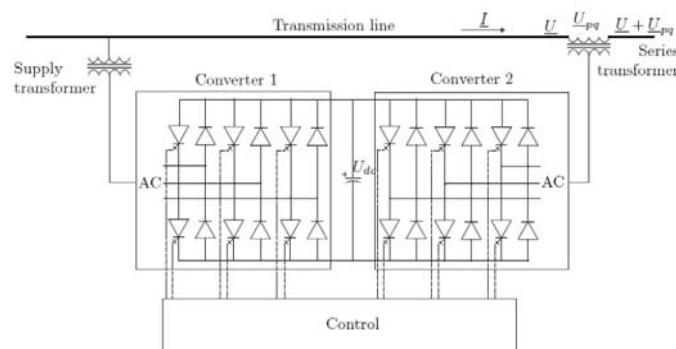 Transmission line
I
U
U_pq
U + U_pq
Supply
transformer
Series
transformer
Converter 1
Converter 2
AC
+
U_dc
AC
Control